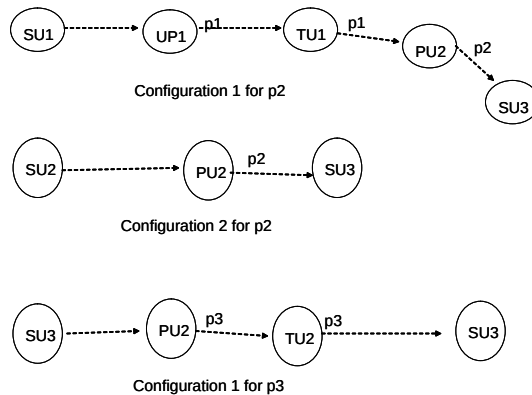 SU1
UP1
p1
TU1
p1
PU2
p2
SU3
Configuration 1 for p2
SU2
PU2
p2
SU3
Configuration 2 for p2
SU3
PU2
p3
TU2
p3
SU3
Configuration 1 for p3